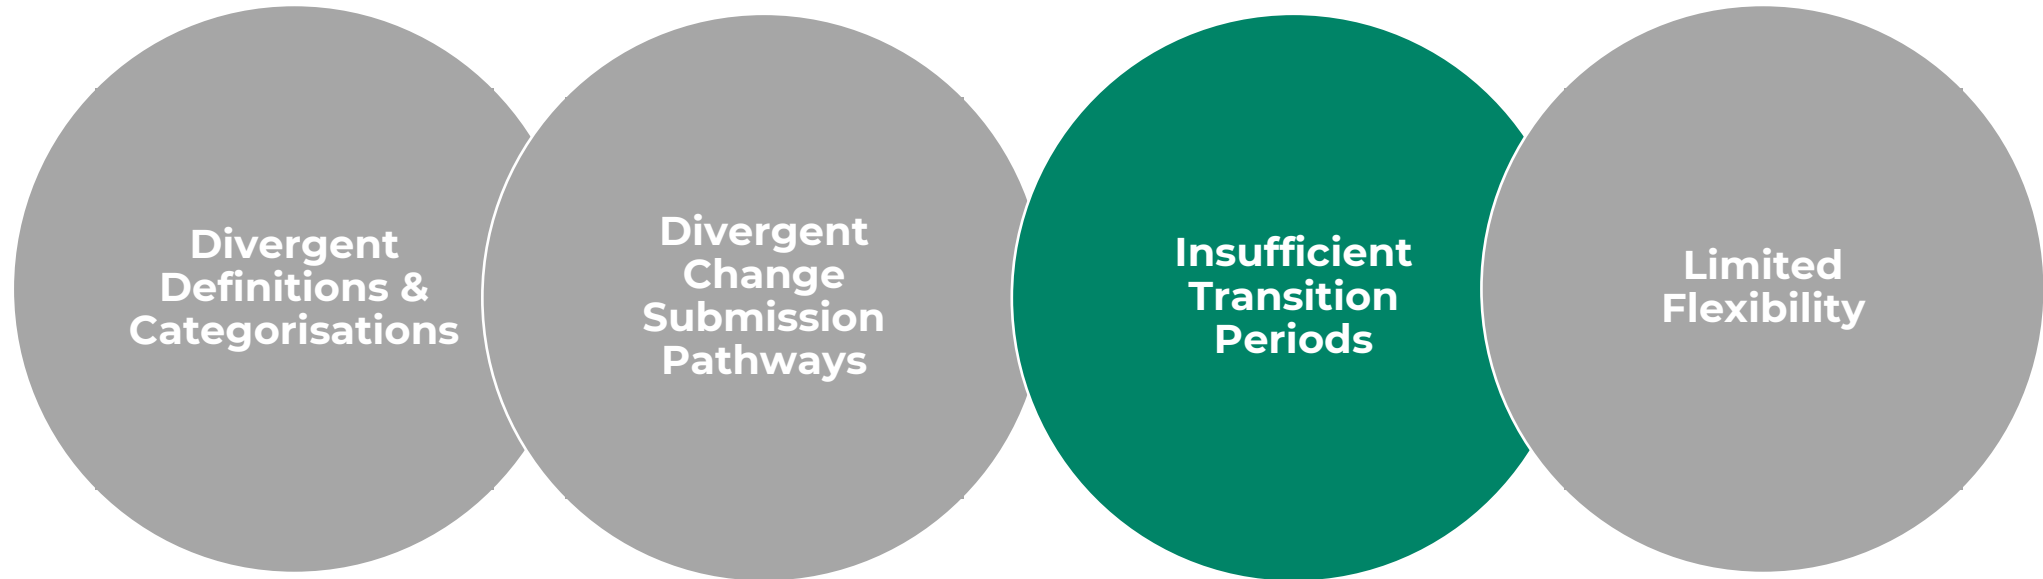 Divergent
Definitions &
Categorisations
Divergent
Change
Submission
Pathways
Insufficient
Transition
Periods
Limited
Flexibility